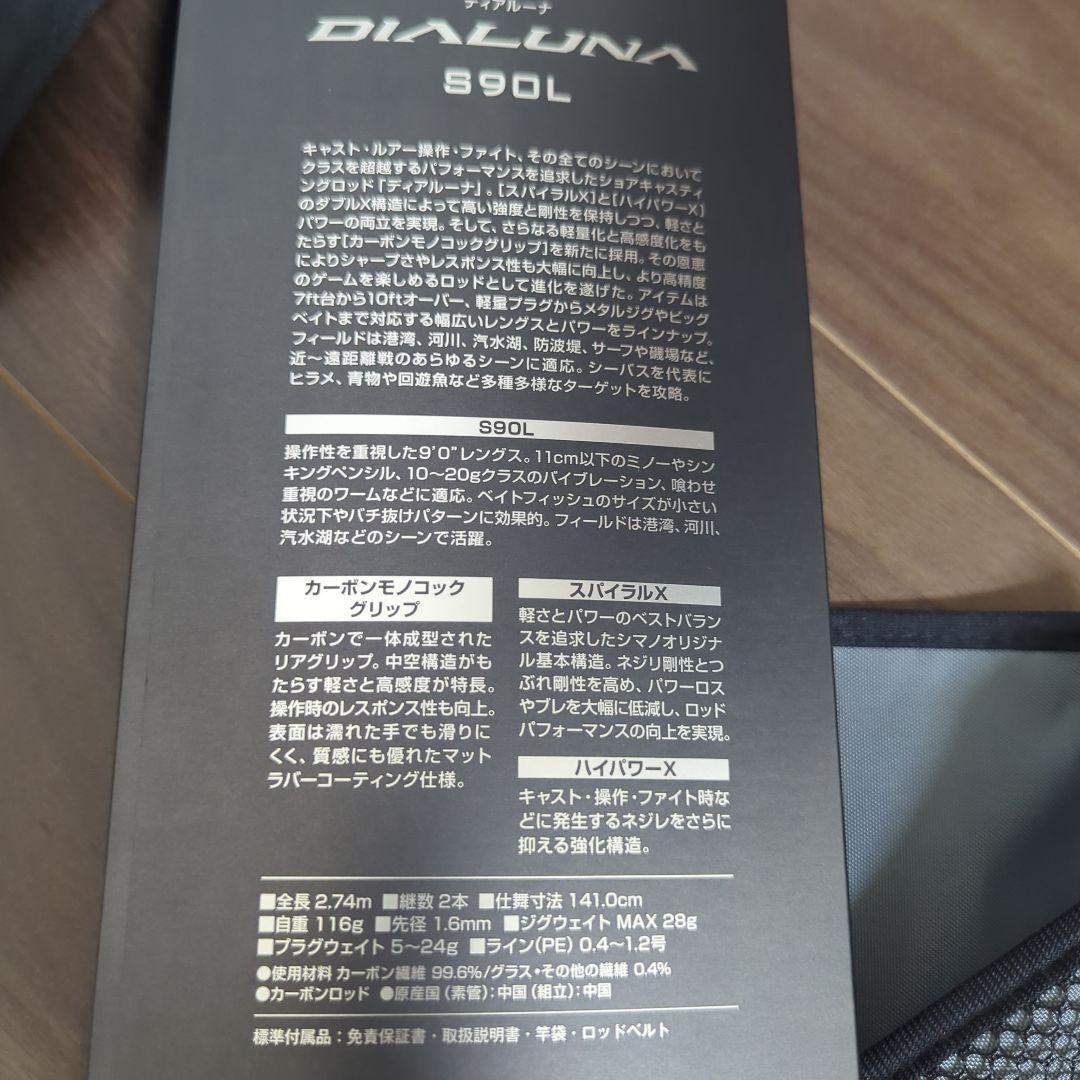 ディアルーナ
DIALUNA
S90L
キャスト・ルアー操作・ファイト、その全てのシーンにおいて
クラスを超越するパフォーマンスを追求したショアキャスティ
ングロッド「ディアルーナ」。[スパイラルX]と[ハイパワーX]
のダブルX構造によって高い強度と剛性を保持しつつ、軽さと
パワーの両立を実現。そして、さらなる軽量化と高感度化をも
たらす[カーボンモノコックグリップ]を新たに採用。その恩恵
によりシャープさやレスポンス性も大幅に向上し、より高精度
のゲームを楽しめるロッドとして進化を遂げた。アイテムは
7ft台から10ftオーバー、軽量プラグからメタルジグやビッグ
ベイトまで対応する幅広いレングスとパワーをラインナップ。
フィールドは港湾、河川、汽水湖、防波堤、サーフや磯場など、
近〜遠距離戦のあらゆるシーンに適応。シーバスを代表に
ヒラメ、青物や回遊魚など多種多様なターゲットを攻略。
S90L
操作性を重視した9'0"レングス。11cm以下のミノーやシン
キングペンシル、10〜20gクラスのバイブレーション、喰わせ
重視のワームなどに適応。ベイトフィッシュのサイズが小さい
状況下やバチ抜けパターンに効果的。フィールドは港湾、河川、
汽水湖などのシーンで活躍。
カーボンモノコック
グリップ
カーボンで一体成型された
リアグリップ。中空構造がも
たらす軽さと高感度が特長。
操作時のレスポンス性も向上。
表面は濡れた手でも滑りに
くく、質感にも優れたマット
ラバーコーティング仕様。
スパイラルX
軽さとパワーのベストバラン
スを追求したシマノオリジナ
ル基本構造。ネジリ剛性とつ
ぶれ剛性を高め、パワーロス
やブレを大幅に低減し、ロッド
パフォーマンスの向上を実現。
ハイパワーX
キャスト・操作・ファイト時な
どに発生するネジレをさらに
抑える強化構造。
■全長 2.74m ■継数 2本 ■仕舞寸法 141.0cm
■自重 116g ■先径 1.6mm ■ジグウェイト MAX 28g
■プラグウェイト 5〜24g ■ライン(PE) 0.4〜1.2号
●使用材料 カーボン繊維 99.6%/グラス・その他の繊維 0.4%
●カーボンロッド ●原産国(素管):中国(組立):中国
標準付属品:免責保証書・取扱説明書・竿袋・ロッドベルト